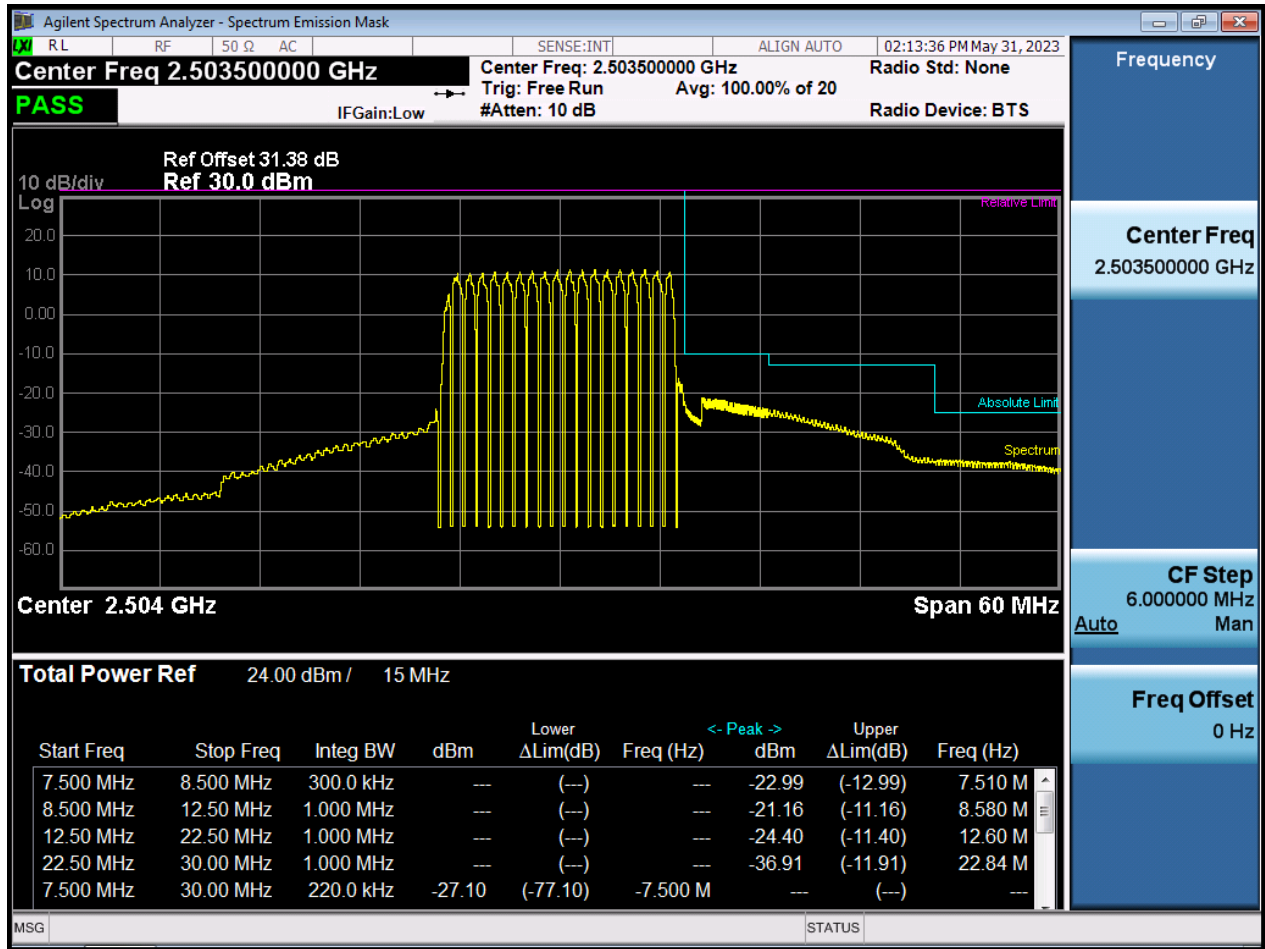 Agilent Spectrum Analyzer - Spectrum Emission Mask
LXI RL RF 50 Ω AC SENSE:INT ALIGN AUTO 02:13:36 PM May 31, 2023
Center Freq 2.503500000 GHz
PASS
IFGain:Low
Center Freq: 2.503500000 GHz
Trig: Free Run Avg: 100.00% of 20
#Atten: 10 dB
Radio Std: None
Radio Device: BTS
Ref Offset 31.38 dB
10 dB/div Ref 30.0 dBm
Log
Relative Limit
20.0
10.0
0.00
-10.0
-20.0
Absolute Limit
-30.0
Spectrum
-40.0
-50.0
-60.0
Center 2.504 GHz Span 60 MHz
Total Power Ref 24.00 dBm / 15 MHz
Lower <- Peak -> Upper
Start Freq Stop Freq Integ BW dBm ΔLim(dB) Freq (Hz) dBm ΔLim(dB) Freq (Hz)
7.500 MHz 8.500 MHz 300.0 kHz --- (---) --- -22.99 (-12.99) 7.510 M
8.500 MHz 12.50 MHz 1.000 MHz --- (---) --- -21.16 (-11.16) 8.580 M
12.50 MHz 22.50 MHz 1.000 MHz --- (---) --- -24.40 (-11.40) 12.60 M
22.50 MHz 30.00 MHz 1.000 MHz --- (---) --- -36.91 (-11.91) 22.84 M
7.500 MHz 30.00 MHz 220.0 kHz -27.10 (-77.10) -7.500 M --- (---) ---
MSG STATUS
Frequency
Center Freq
2.503500000 GHz
CF Step
6.000000 MHz
Auto Man
Freq Offset
0 Hz